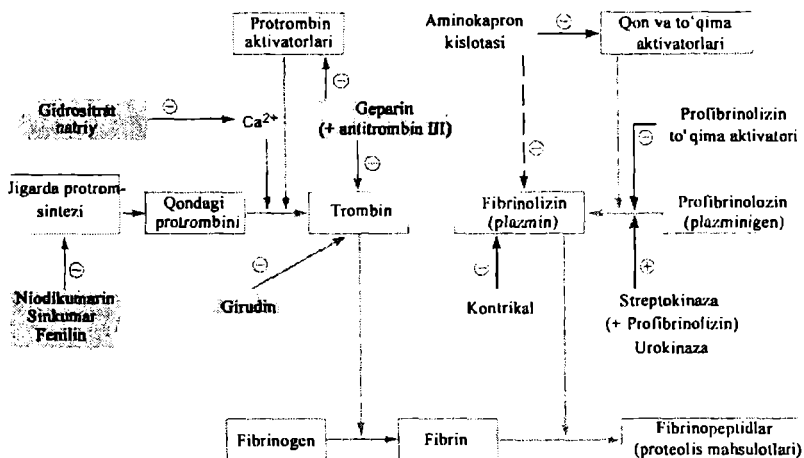 Protrombin
aktivatorlari
Aminokapron
kislotasi
Qon va to'qima
aktivatorlari
Gidrositrat
natriy
Ca2+
Geparin
(+ antitrombin III)
Profibrinolizin
to'qima aktivatori
Jigarda protrom-
sintezi
Qondagi
protrombini
Trombin
Fibrinolizin
(plazmin)
Profibrinolozin
(plazminigen)
Niodikumarin
Sinkumar
Fenilin
Girudin
Kontrikal
Streptokinaza
(+ Profibrinolizin)
Urokinaza
Fibrinogen
Fibrin
Fibrinopeptidlar
(proteolis mahsulotlari)